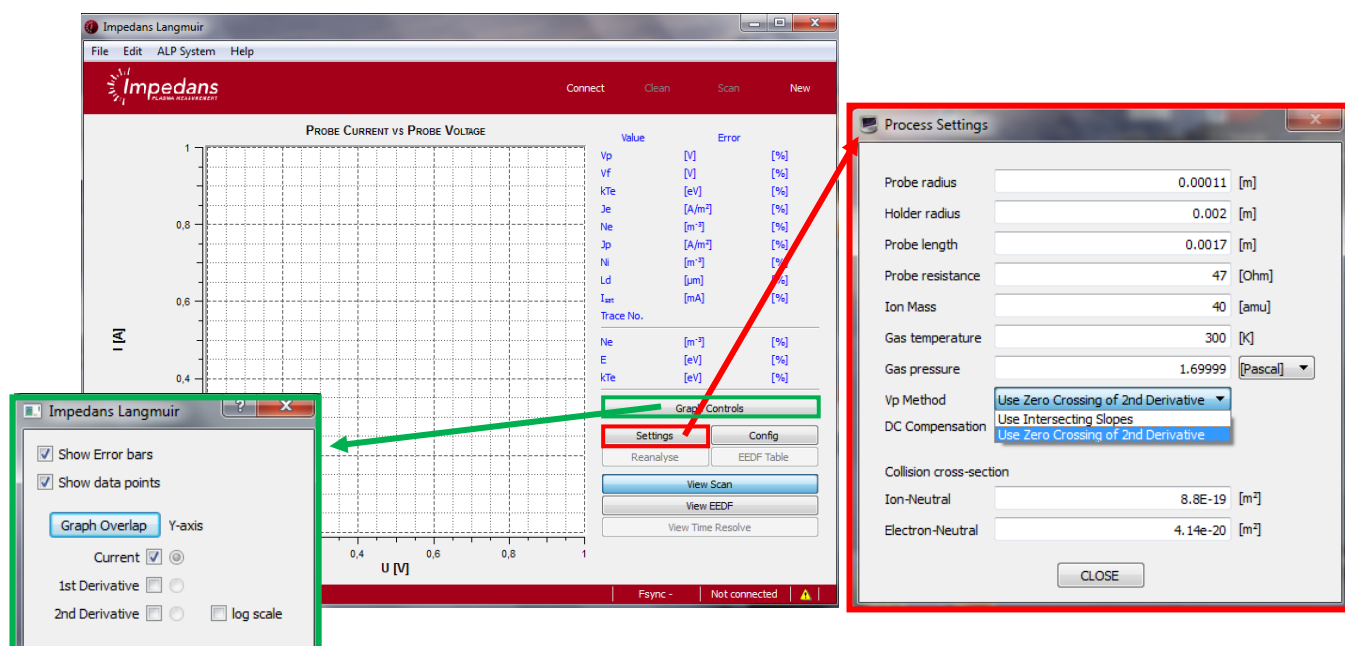 Impedans Langmuir
File Edit ALP System Help
Impedans
PLASMA MEASUREMENT
Connect Clean Scan New
PROBE CURRENT VS PROBE VOLTAGE
Value Error
Vp [V] [%]
Vf [V] [%]
kTe [eV] [%]
Je [A/m²] [%]
Ne [m⁻³] [%]
Jp [A/m²] [%]
Ni [m⁻³] [%]
Ld [µm] [%]
Isat [mA] [%]
Trace No.
Ne [m⁻³] [%]
E [eV] [%]
kTe [eV] [%]
Graph Controls
Settings Config
Reanalyse EEDF Table
View Scan
View EEDF
View Time Resolve
1
0,8
0,6
0,4
I [A]
0,4 0,6 0,8 1
U [V]
Fsync - Not connected
Impedans Langmuir
Show Error bars
Show data points
Graph Overlap Y-axis
Current
1st Derivative
2nd Derivative log scale
Process Settings
Probe radius 0.00011 [m]
Holder radius 0.002 [m]
Probe length 0.0017 [m]
Probe resistance 47 [Ohm]
Ion Mass 40 [amu]
Gas temperature 300 [K]
Gas pressure 1.69999 [Pascal]
Vp Method Use Zero Crossing of 2nd Derivative
Use Intersecting Slopes
DC Compensation Use Zero Crossing of 2nd Derivative
Collision cross-section
Ion-Neutral 8.8E-19 [m²]
Electron-Neutral 4.14e-20 [m²]
CLOSE